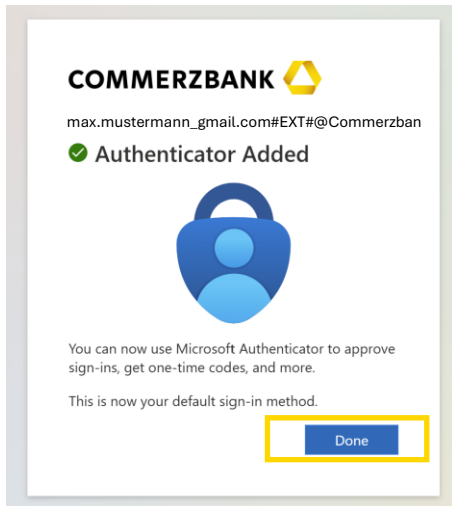 COMMERZBANK
max.mustermann_gmail.com#EXT#@Commerzban
Authenticator Added
You can now use Microsoft Authenticator to approve
sign-ins, get one-time codes, and more.
This is now your default sign-in method.
Done